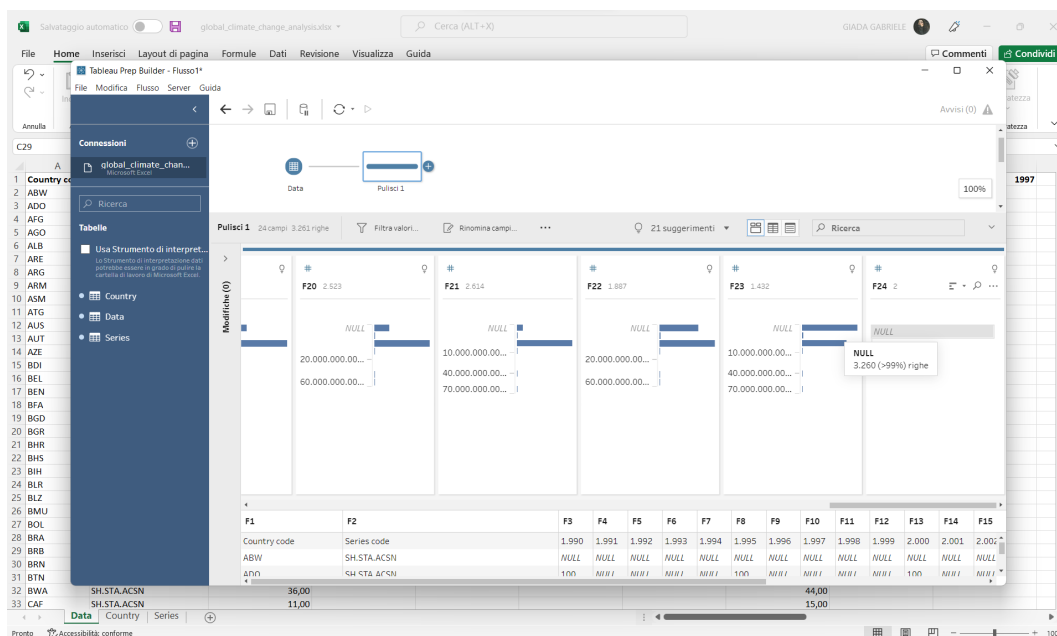 Salvataggio automatico
global_climate_change_analysis.xlsx
Cerca (ALT+X)
GIADA GABRIELE
File Home Inserisci Layout di pagina Formule Dati Revisione Visualizza Guida
Commenti
Condividi
Annulla
C29
Tableau Prep Builder - Flusso1*
File Modifica Flusso Server Guida
Avvisi (0)
Connessioni
global_climate_chan...
Microsoft Excel
Ricerca
Tabelle
Usa Strumento di interpret...
Lo Strumento di interpretazione dati
potrebbe essere in grado di pulire la
cartella di lavoro di Microsoft Excel.
Country
Data
Series
Data
Pulisci 1
100%
Pulisci 1 24 campi 3.261 righe
Filtra valori...
Rinomina campi...
21 suggerimenti
Ricerca
Modifiche (0)
F20 2.523
NULL
20.000.000.00...
60.000.000.00...
F21 2.614
NULL
10.000.000.00...
40.000.000.00...
70.000.000.00...
F22 1.887
NULL
20.000.000.00...
60.000.000.00...
F23 1.432
NULL
10.000.000.00...
40.000.000.00...
70.000.000.00...
F24 2
NULL
NULL
3.260 (>99%) righe
F1 F2 F3 F4 F5 F6 F7 F8 F9 F10 F11 F12 F13 F14 F15
Country code Series code 1.990 1.991 1.992 1.993 1.994 1.995 1.996 1.997 1.998 1.999 2.000 2.001 2.002
ABW SH.STA.ACSN NULL NULL NULL NULL NULL NULL NULL NULL NULL NULL NULL NULL NULL
ADO SH.STA.ACSN 100 NULL NULL NULL NULL 100 NULL NULL NULL NULL 100 NULL NULL
A
1 Country co
1997
2 ABW
3 ADO
4 AFG
5 AGO
6 ALB
7 ARE
8 ARG
9 ARM
10 ASM
11 ATG
12 AUS
13 AUT
14 AZE
15 BDI
16 BEL
17 BEN
18 BFA
19 BGD
20 BGR
21 BHR
22 BHS
23 BIH
24 BLR
25 BLZ
26 BMU
27 BOL
28 BRA
29 BRB
30 BRN
31 BTN
32 BWA SH.STA.ACSN 36,00 44,00
33 CAF SH.STA.ACSN 11,00 15,00
Data Country Series
Pronto
Accessibilità: conforme
100